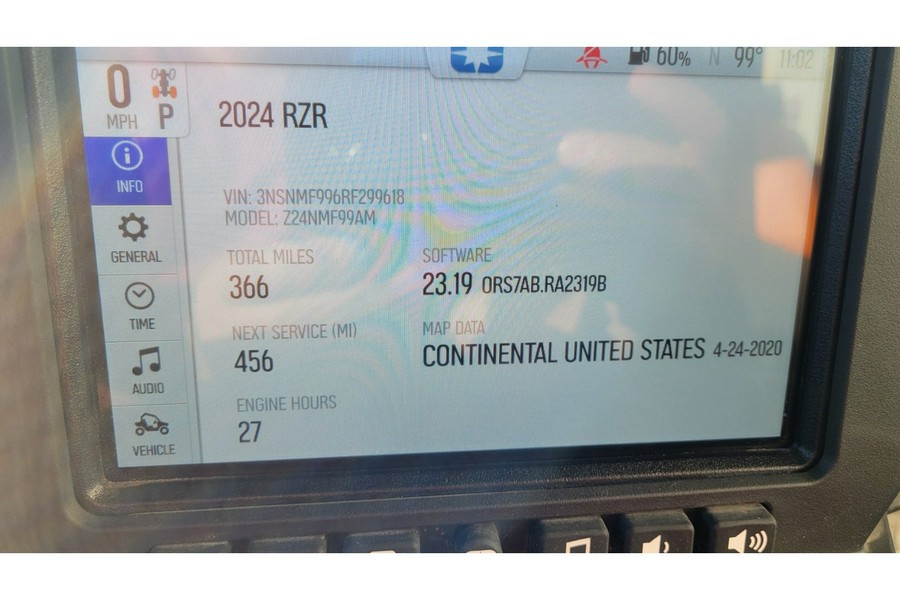 60% N 99° 11:02
0
MPH P
2024 RZR
INFO
VIN: 3NSNMF996RF299618
MODEL: Z24NMF99AM
GENERAL
TOTAL MILES
366
SOFTWARE
23.19 0RS7AB.RA2319B
TIME
NEXT SERVICE (MI)
456
MAP DATA
CONTINENTAL UNITED STATES 4-24-2020
AUDIO
ENGINE HOURS
27
VEHICLE